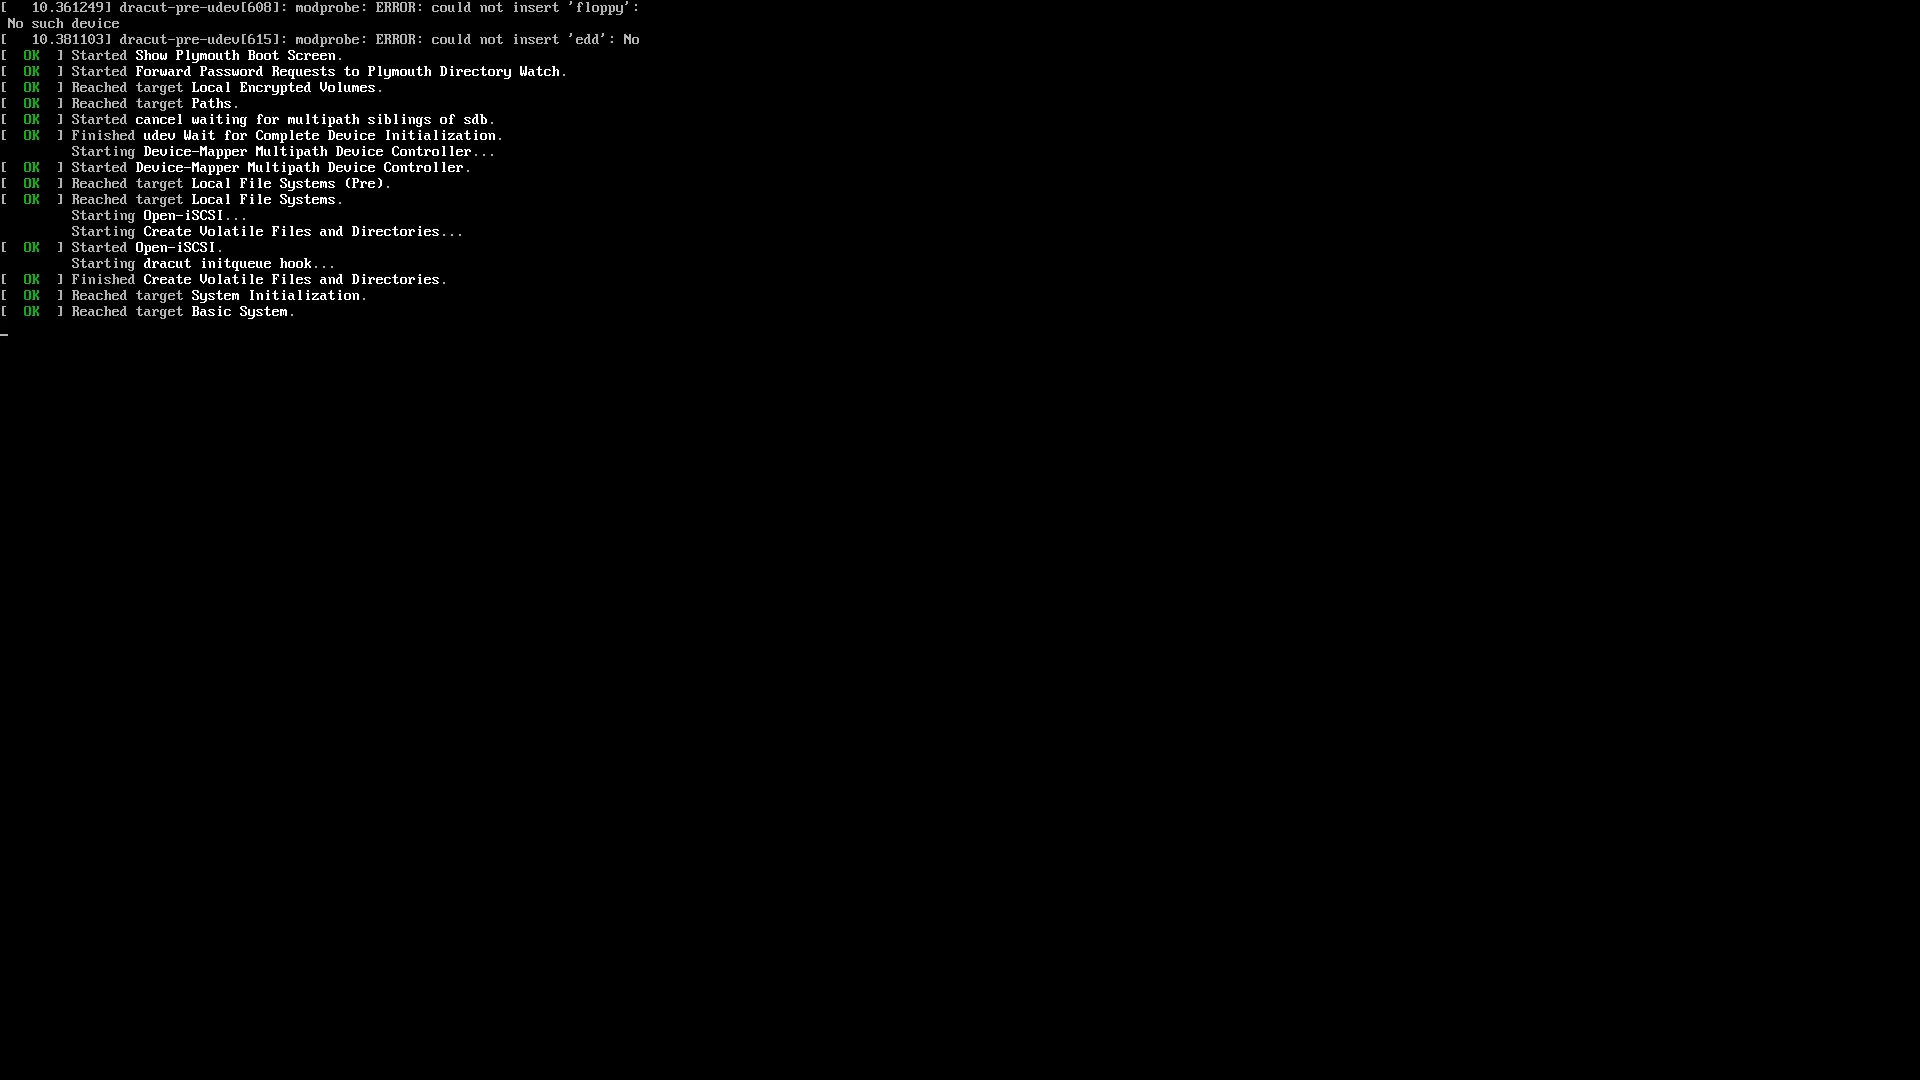 [   10.361249] dracut-pre-udev[608]: modprobe: ERROR: could not insert 'floppy':
 No such device
[   10.381103] dracut-pre-udev[615]: modprobe: ERROR: could not insert 'edd': No
[  OK  ] Started Show Plymouth Boot Screen.
[  OK  ] Started Forward Password Requests to Plymouth Directory Watch.
[  OK  ] Reached target Local Encrypted Volumes.
[  OK  ] Reached target Paths.
[  OK  ] Started cancel waiting for multipath siblings of sdb.
[  OK  ] Finished udev Wait for Complete Device Initialization.
         Starting Device-Mapper Multipath Device Controller...
[  OK  ] Started Device-Mapper Multipath Device Controller.
[  OK  ] Reached target Local File Systems (Pre).
[  OK  ] Reached target Local File Systems.
         Starting Open-iSCSI...
         Starting Create Volatile Files and Directories...
[  OK  ] Started Open-iSCSI.
         Starting dracut initqueue hook...
[  OK  ] Finished Create Volatile Files and Directories.
[  OK  ] Reached target System Initialization.
[  OK  ] Reached target Basic System.